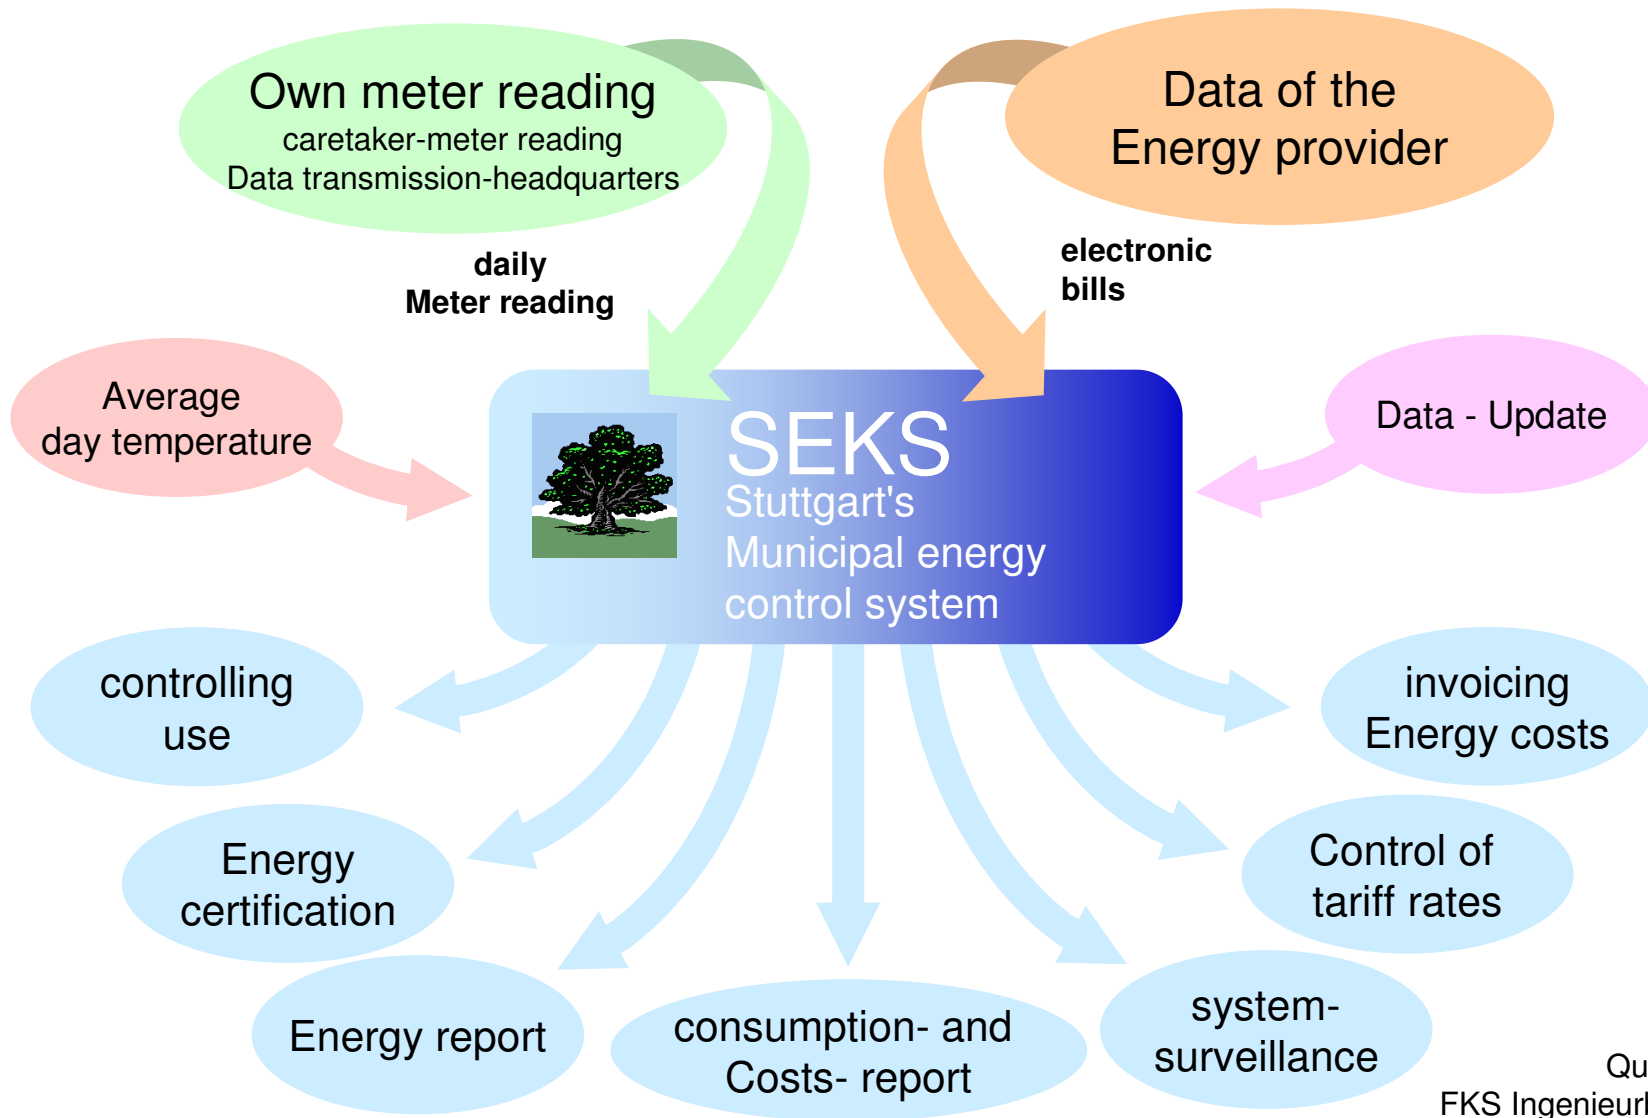 Own meter reading
caretaker-meter reading
Data transmission-headquarters
Data of the
Energy provider
daily
Meter reading
electronic
bills
Average
day temperature
Data - Update
SEKS
Stuttgart's
Municipal energy
control system
controlling
use
invoicing
Energy costs
Energy
certification
Control of
tariff rates
Energy report
consumption- and
Costs- report
system-
surveillance
FKS